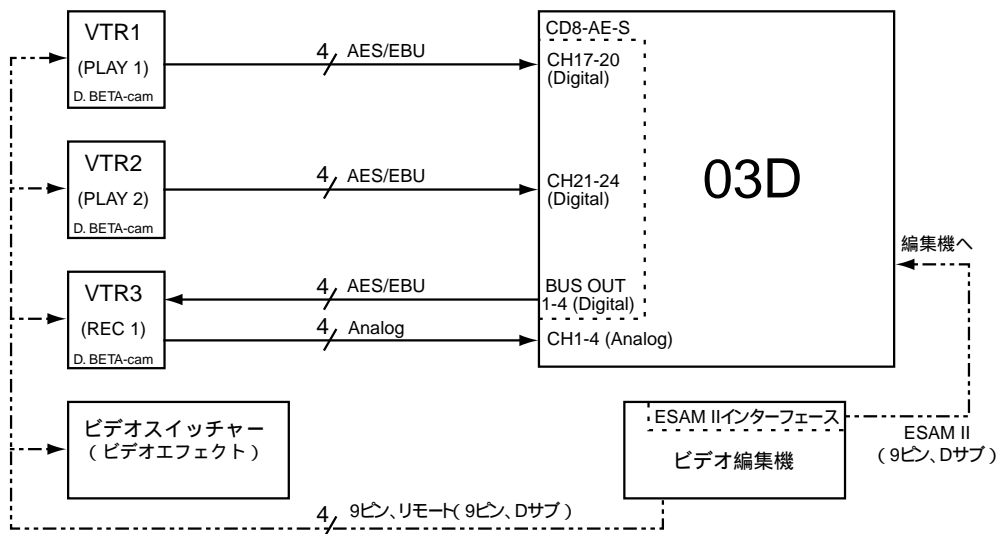 VTR1
(PLAY 1)
D. BETA-cam
4 AES/EBU
CD8-AE-S
CH17-20
(Digital)
VTR2
(PLAY 2)
D. BETA-cam
4 AES/EBU
CH21-24
(Digital)
03D
編集機へ
VTR3
(REC 1)
D. BETA-cam
4 AES/EBU
BUS OUT
1-4 (Digital)
4 Analog
CH1-4 (Analog)
ビデオスイッチャー
(ビデオエフェクト)
ESAM IIインターフェース
ビデオ編集機
ESAM II
(9ピン、Dサブ)
4 9ピン、リモート(9ピン、Dサブ)